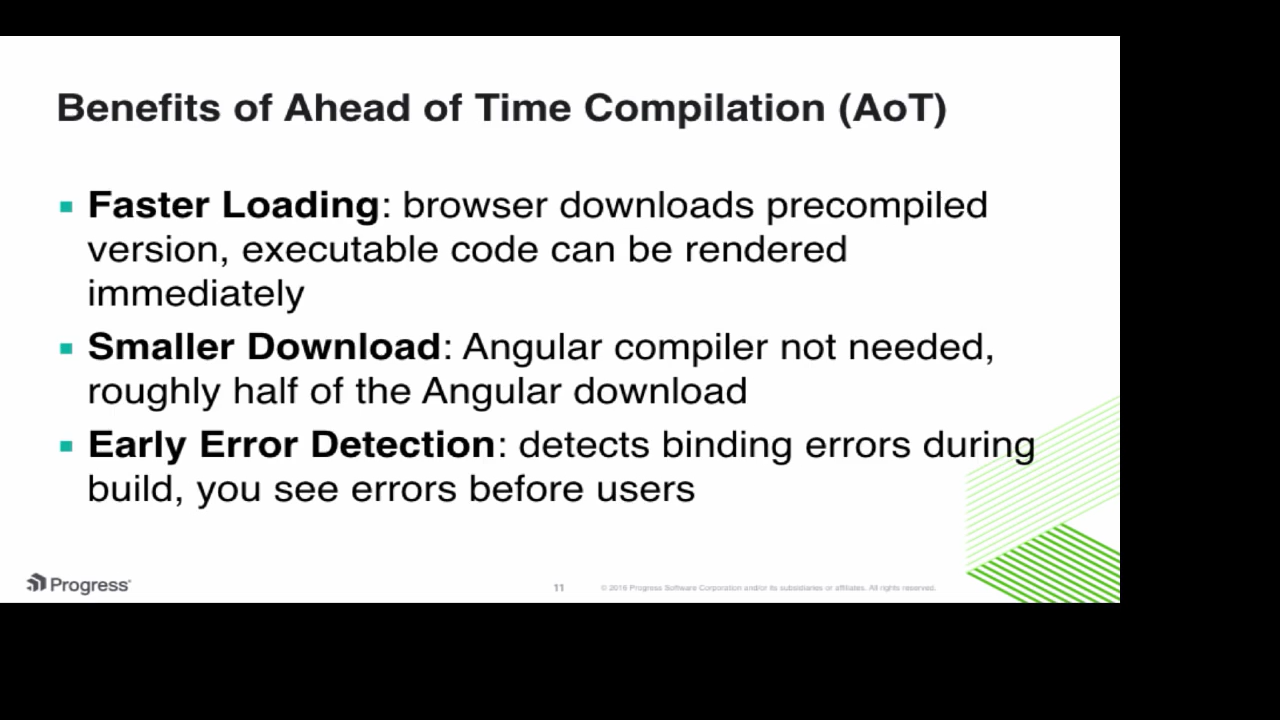 Benefits of Ahead of Time Compilation (AoT)
Faster Loading: browser downloads precompiled
version, executable code can be rendered
immediately
Smaller Download: Angular compiler not needed,
roughly half of the Angular download
Early Error Detection: detects binding errors during
build, you see errors before users
Progress
11
© 2016 Progress Software Corporation and/or its subsidiaries or affiliates. All rights reserved.